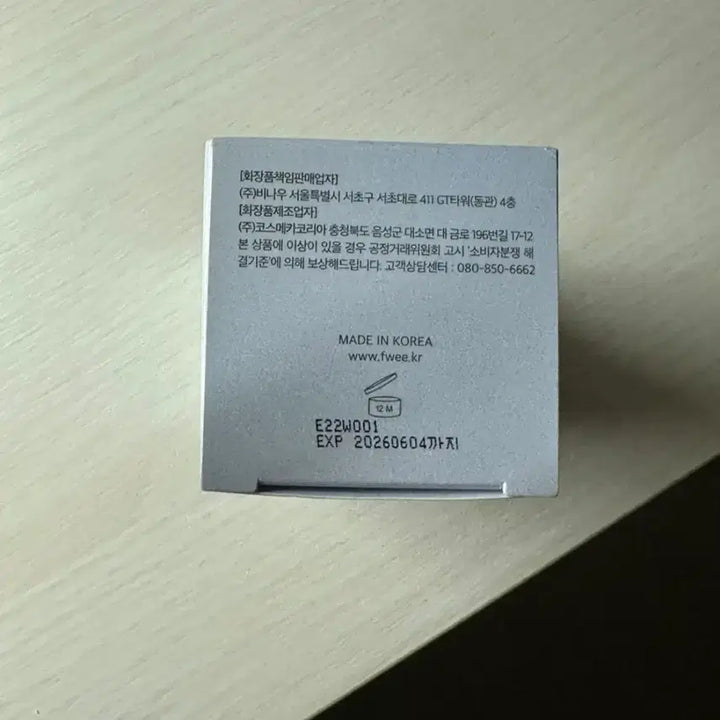 [화장품책임판매업자]
(주)비나우 서울특별시 서초구 서초대로 411 GT타워(동관) 4층
[화장품제조업자]
(주)코스메카코리아 충청북도 음성군 대소면 대 금로 196번길 17-12
본 상품에 이상이 있을 경우 공정거래위원회 고시 '소비자분쟁 해
결기준'에 의해 보상해드립니다. 고객상담센터 : 080-850-6662
MADE IN KOREA
www.fwee.kr
12 M
E22W001
EXP 20260604까지